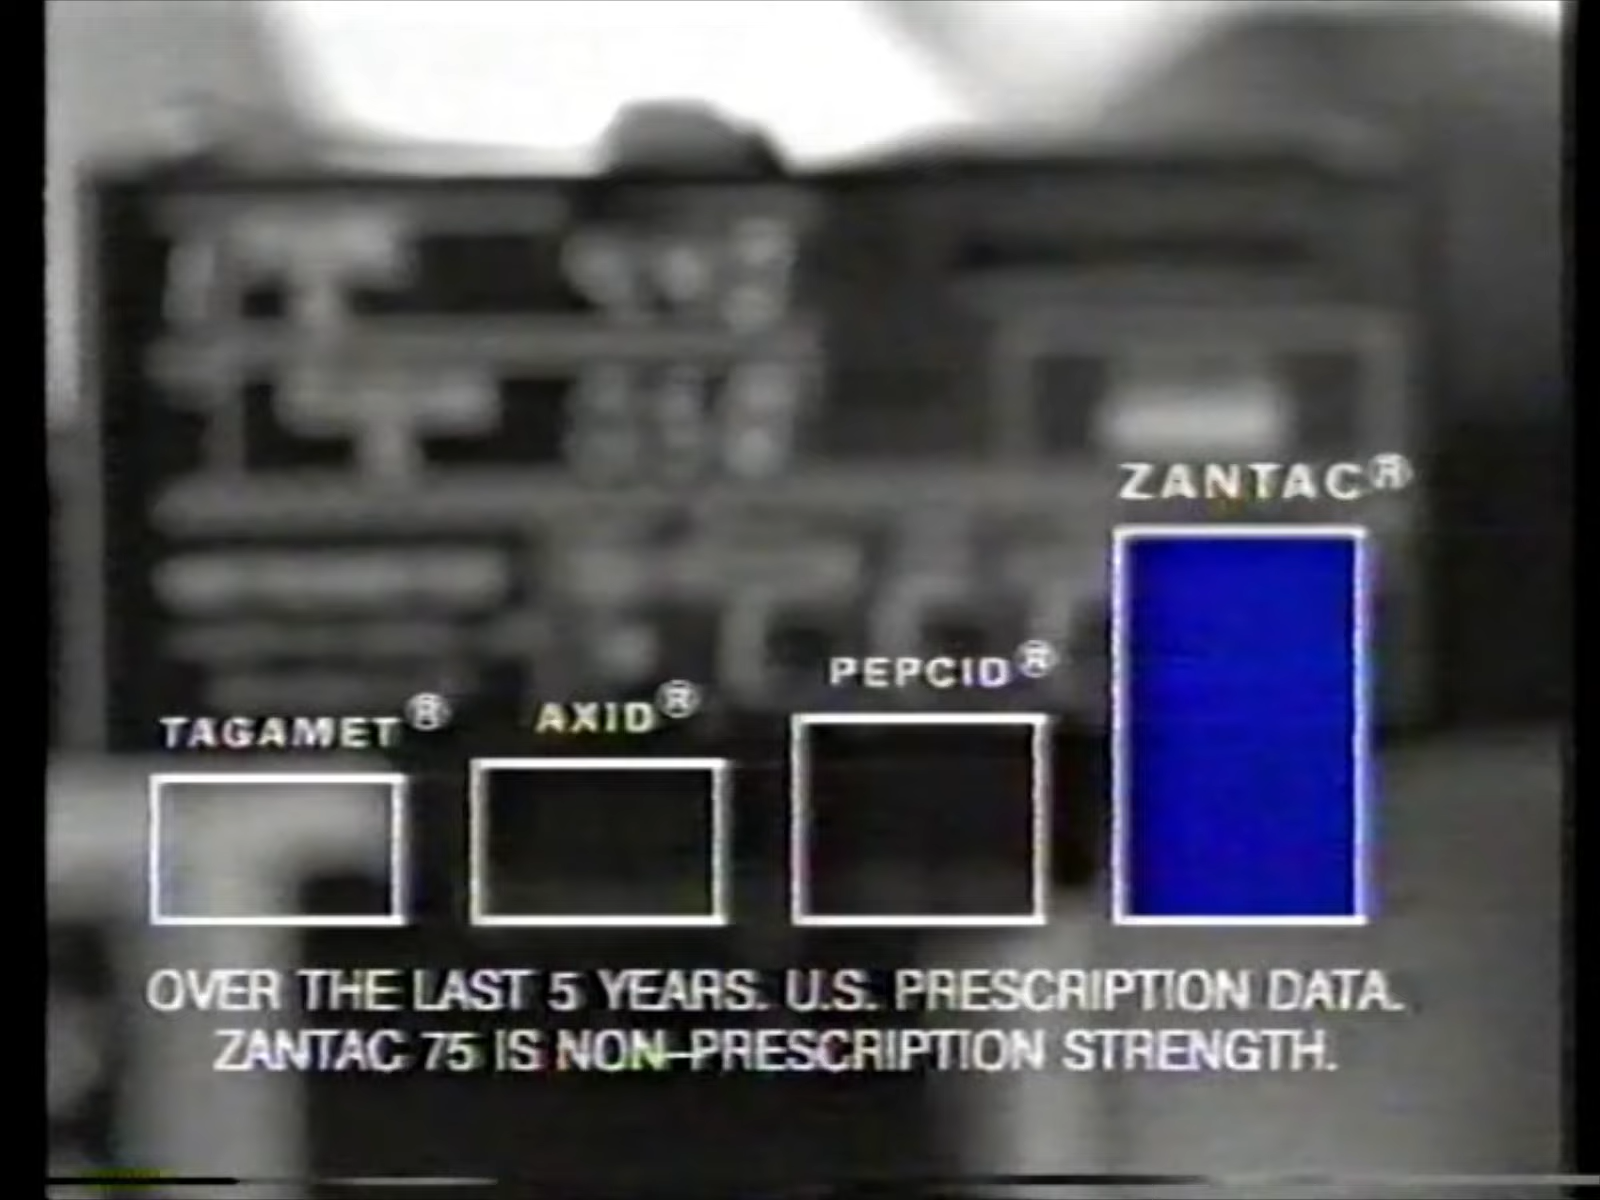 ZANTAC®
PEPCID®
AXID®
TAGAMET®
OVER THE LAST 5 YEARS. U.S. PRESCRIPTION DATA.
ZANTAC 75 IS NON-PRESCRIPTION STRENGTH.